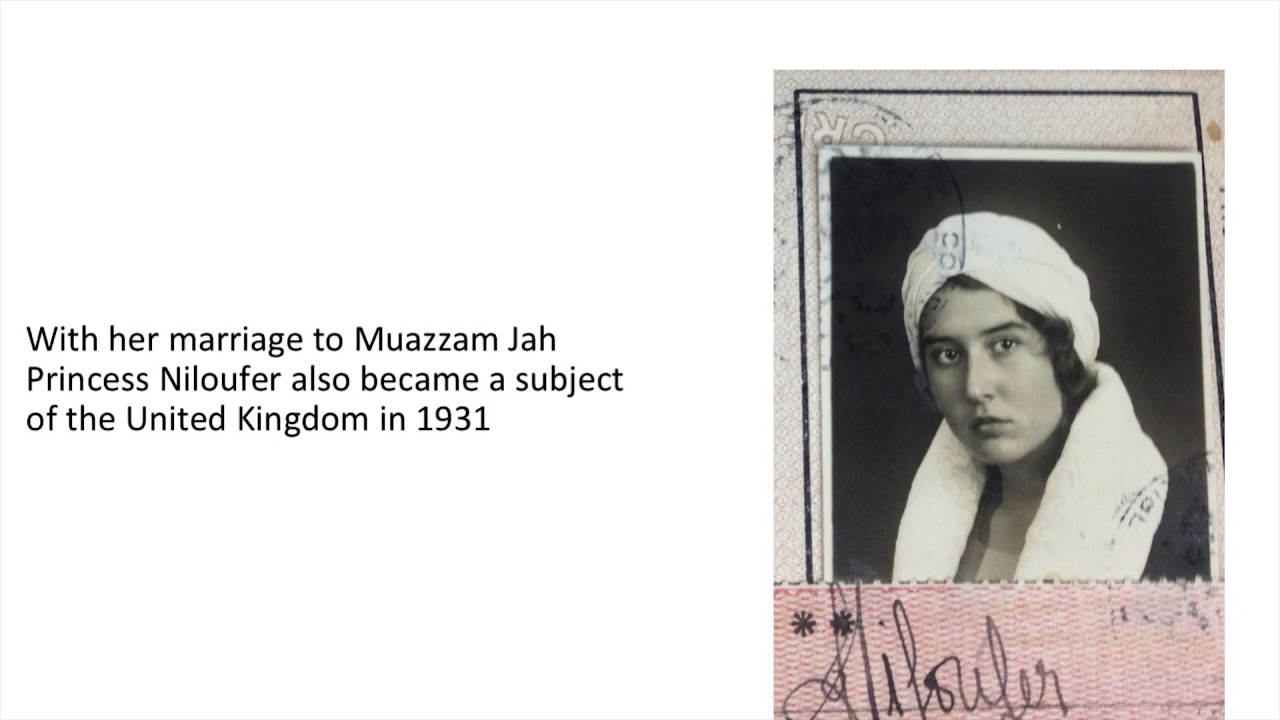 With her marriage to Muazzam Jah
Princess Niloufer also became a subject
of the United Kingdom in 1931
**
Niloufer